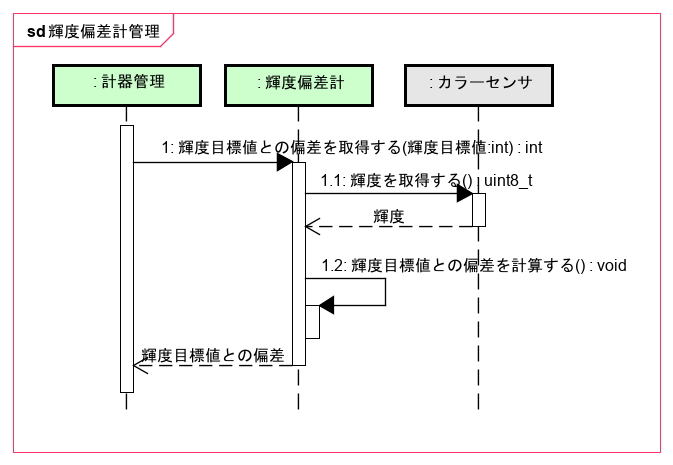 sd 輝度偏差計管理
: 計器管理
: 輝度偏差計
: カラーセンサ
1: 輝度目標値との偏差を取得する(輝度目標値:int) : int
1.1: 輝度を取得する() : uint8_t
輝度
1.2: 輝度目標値との偏差を計算する() : void
輝度目標値との偏差